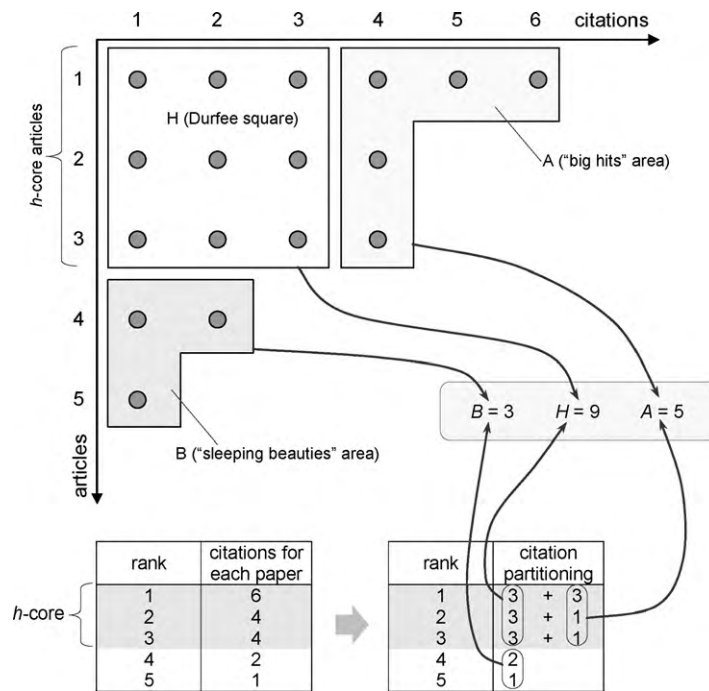 1 2 3 4 5 6 citations
h-core articles
1
H (Durfee square)
2
A ("big hits" area)
3
4
5
B = 3 H = 9 A = 5
B ("sleeping beauties" area)
articles
rank citations for each paper
1 6
2 4
3 4
4 2
5 1
h-core
rank citation partitioning
1 3 + 3
2 3 + 1
3 3 + 1
4 2
5 1